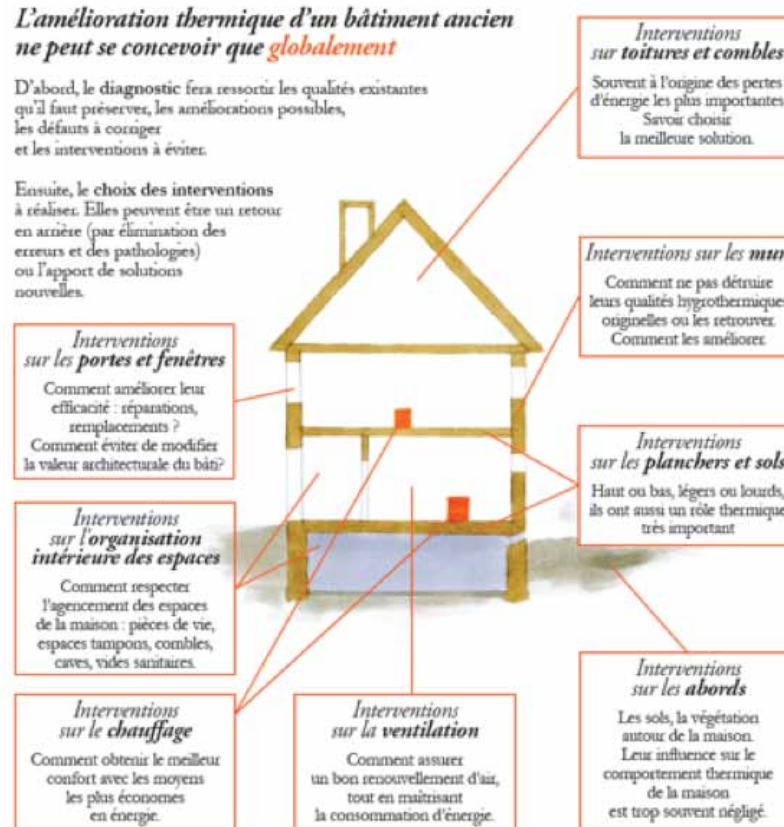 L'amélioration thermique d'un bâtiment ancien
ne peut se concevoir que globalement
D'abord, le diagnostic fera ressortir les qualités existantes
qu'il faut préserver, les améliorations possibles,
les défauts à corriger
et les interventions à éviter.
Ensuite, le choix des interventions
à réaliser. Elles peuvent être un retour
en arrière (par élimination des
erreurs et des pathologies)
ou l'apport de solutions
nouvelles.
Interventions
sur toitures et combles
Souvent à l'origine des pertes
d'énergie les plus importantes
Savoir choisir
la meilleure solution.
Interventions sur les mur
Comment ne pas détruire
leurs qualités hygrothermique
originelles ou les retrouver.
Comment les améliorer.
Interventions
sur les portes et fenêtres
Comment améliorer leur
efficacité : réparations,
remplacements ?
Comment éviter de modifier
la valeur architecturale du bâti?
Interventions
sur les planchers et sols
Haut ou bas, légers ou lourds,
ils ont aussi un rôle thermique
très important
Interventions
sur l'organisation
intérieure des espaces
Comment respecter
l'agencement des espaces
de la maison : pièces de vie,
espaces tampons, combles,
caves, vides sanitaires.
Interventions
sur le chauffage
Comment obtenir le meilleur
confort avec les moyens
les plus économes
en énergie.
Interventions
sur la ventilation
Comment assurer
un bon renouvellement d'air,
tout en maîtrisant
la consommation d'énergie.
Interventions
sur les abords
Les sols, la végétation
autour de la maison.
Leur influence sur le
comportement thermique
de la maison
est trop souvent négligé.